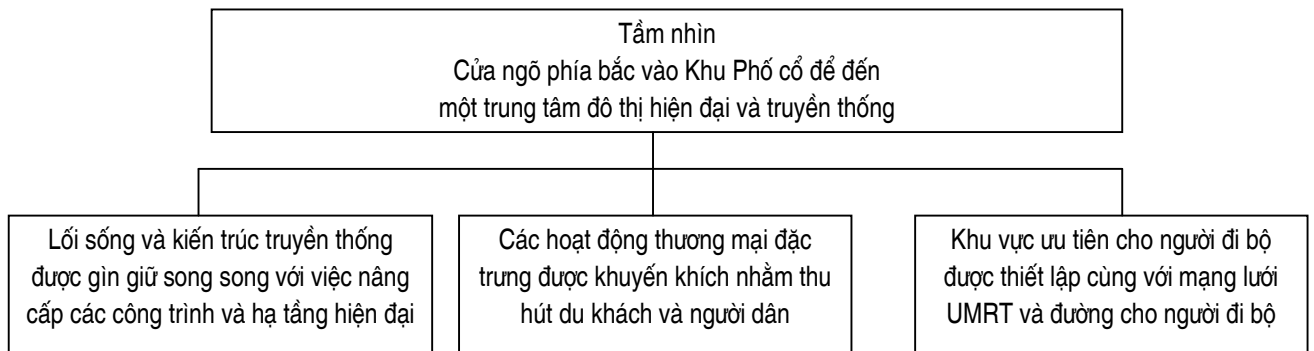 Tầm nhìn
Cửa ngõ phía bắc vào Khu Phố cổ để đến
một trung tâm đô thị hiện đại và truyền thống
Lối sống và kiến trúc truyền thống
được gìn giữ song song với việc nâng
cấp các công trình và hạ tầng hiện đại
Các hoạt động thương mại đặc
trưng được khuyến khích nhằm thu
hút du khách và người dân
Khu vực ưu tiên cho người đi bộ
được thiết lập cùng với mạng lưới
UMRT và đường cho người đi bộ